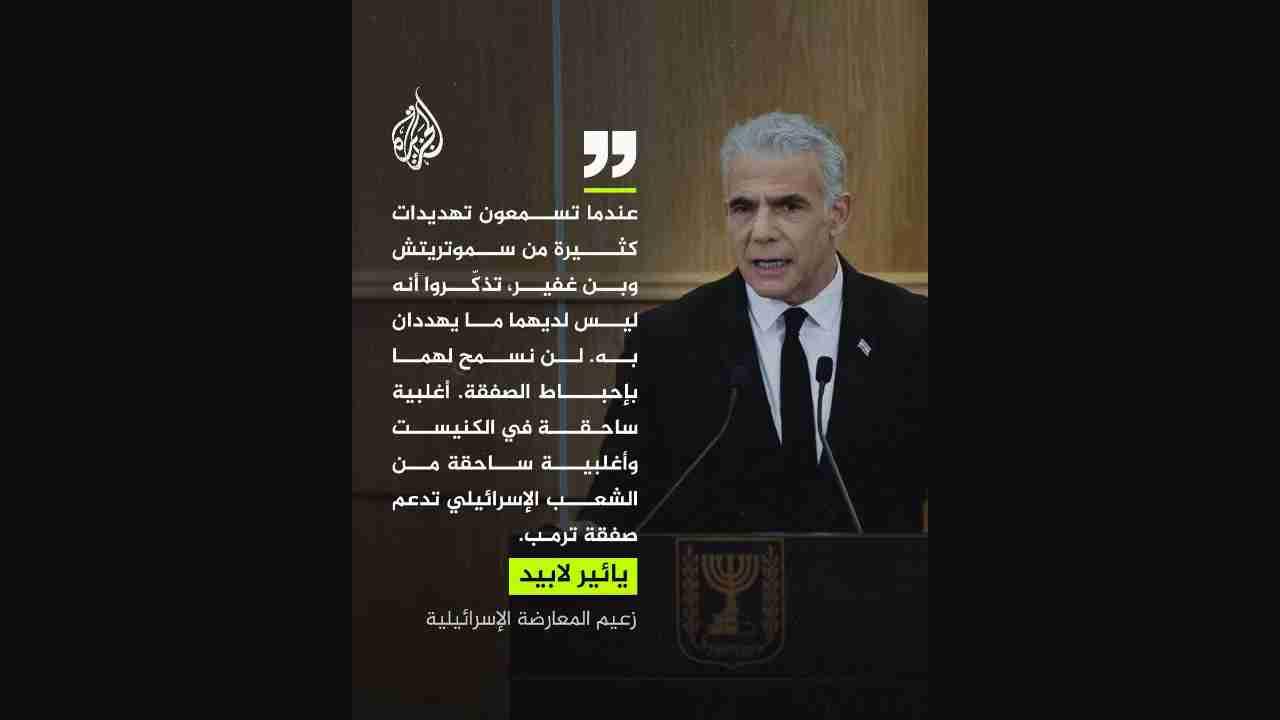 الجزيرة
عندما تسمعون تهديدات
كثيرة من سموتريتش
وبن غفير، تذكّروا أنه
ليس لديهما ما يهددان
به. لن نسمح لهما
بإحباط الصفقة. أغلبية
ساحقة في الكنيست
وأغلبية ساحقة من
الشعب الإسرائيلي تدعم
صفقة ترمب.
يائير لابيد
زعيم المعارضة الإسرائيلية